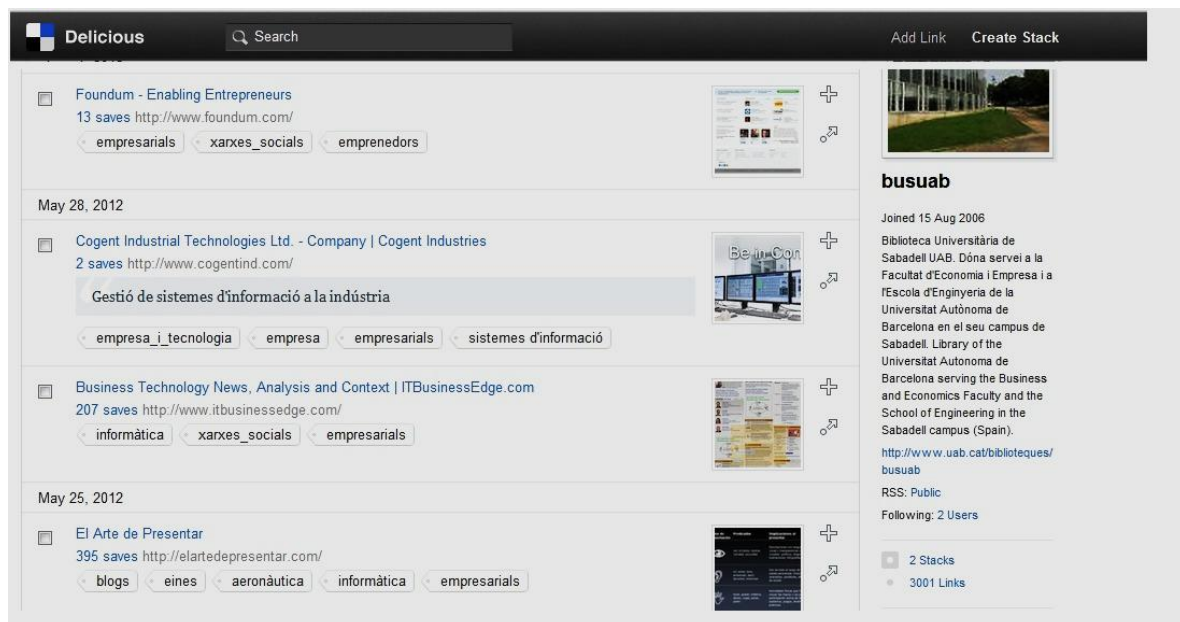 Delicious
Search
Add Link
Create Stack
Foundum - Enabling Entrepreneurs
13 saves http://www.foundum.com/
empresarials
xarxes_socials
emprenedors
May 28, 2012
Cogent Industrial Technologies Ltd. - Company | Cogent Industries
2 saves http://www.cogentind.com/
Gestió de sistemes d'informació a la indústria
empresa_i_tecnologia
empresa
empresarials
sistemes d'informació
Be in Con
Business Technology News, Analysis and Context | ITBusinessEdge.com
207 saves http://www.itbusinessedge.com/
informàtica
xarxes_socials
empresarials
May 25, 2012
El Arte de Presentar
395 saves http://elartedepresentar.com/
blogs
eines
aeronàutica
informàtica
empresarials
busuab
Joined 15 Aug 2006
Biblioteca Universitària de
Sabadell UAB. Dóna servei a la
Facultat d'Economia i Empresa i a
l'Escola d'Enginyeria de la
Universitat Autònoma de
Barcelona en el seu campus de
Sabadell. Library of the
Universitat Autonoma de
Barcelona serving the Business
and Economics Faculty and the
School of Engineering in the
Sabadell campus (Spain).
http://www.uab.cat/biblioteques/
busuab
RSS: Public
Following: 2 Users
2 Stacks
3001 Links